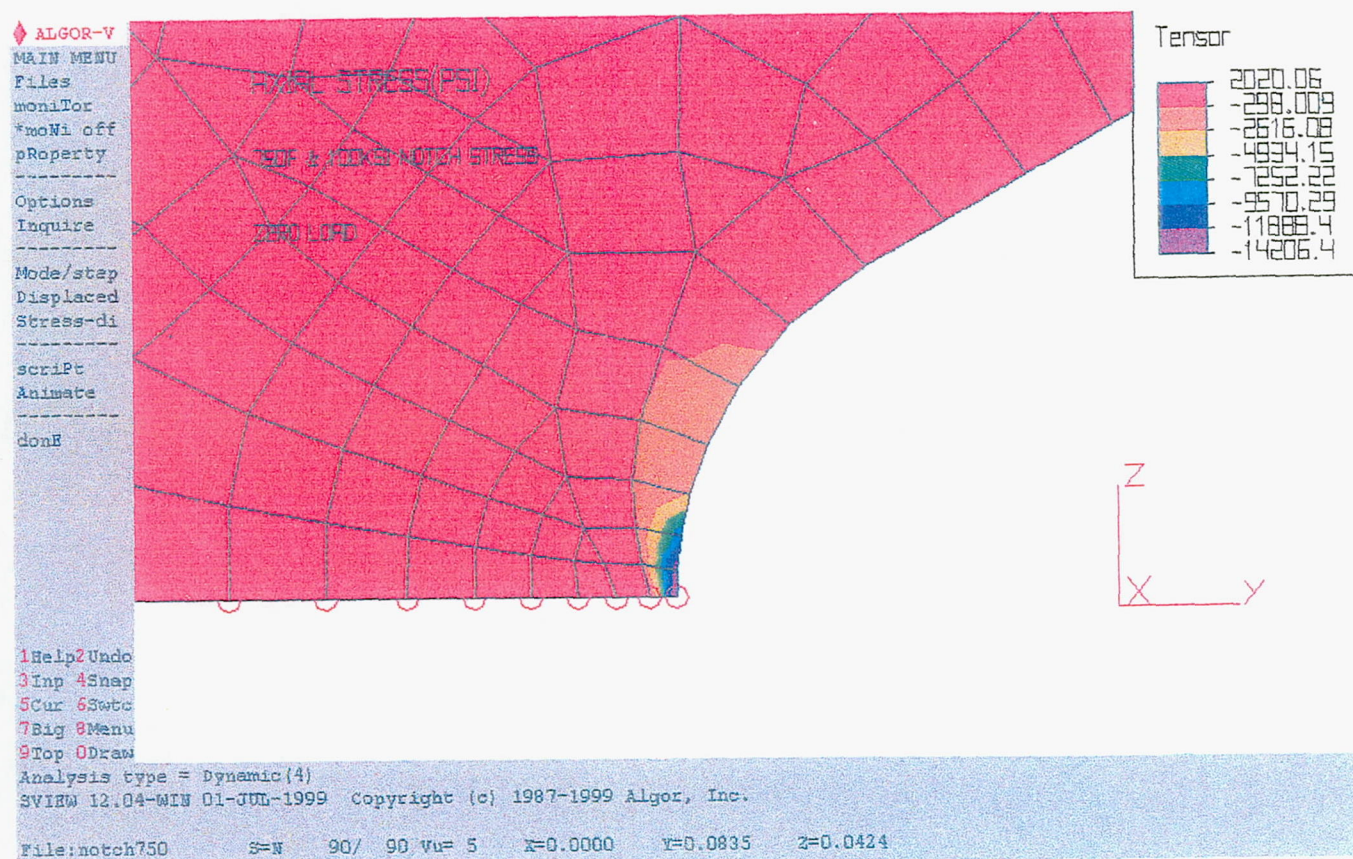 ALGOR-V
MAIN MENU
Files
moniTor
*moNi off
pRoperty
---------
Options
Inquire
---------
Mode/step
Displaced
Stress-di
---------
scriPt
Animate
---------
donE
1Help2Undo
3Inp 4Snap
5Cur 6Swtc
7Big 8Menu
9Top 0Draw
AXIAL STRESS(PSI)
750F & 100KSI NOTCH STRESS
ZERO LOAD
Tensor
2020.06
-298.009
-2616.08
-4934.15
-7252.22
-9570.29
-11888.4
-14206.4
Z
X
Y
Analysis type = Dynamic(4)
SVIEW 12.04-WIN 01-JUL-1999 Copyright (c) 1987-1999 Algor, Inc.
File:notch750 S=N 90/ 90 Vu= 5 X=0.0000 Y=0.0835 Z=0.0424